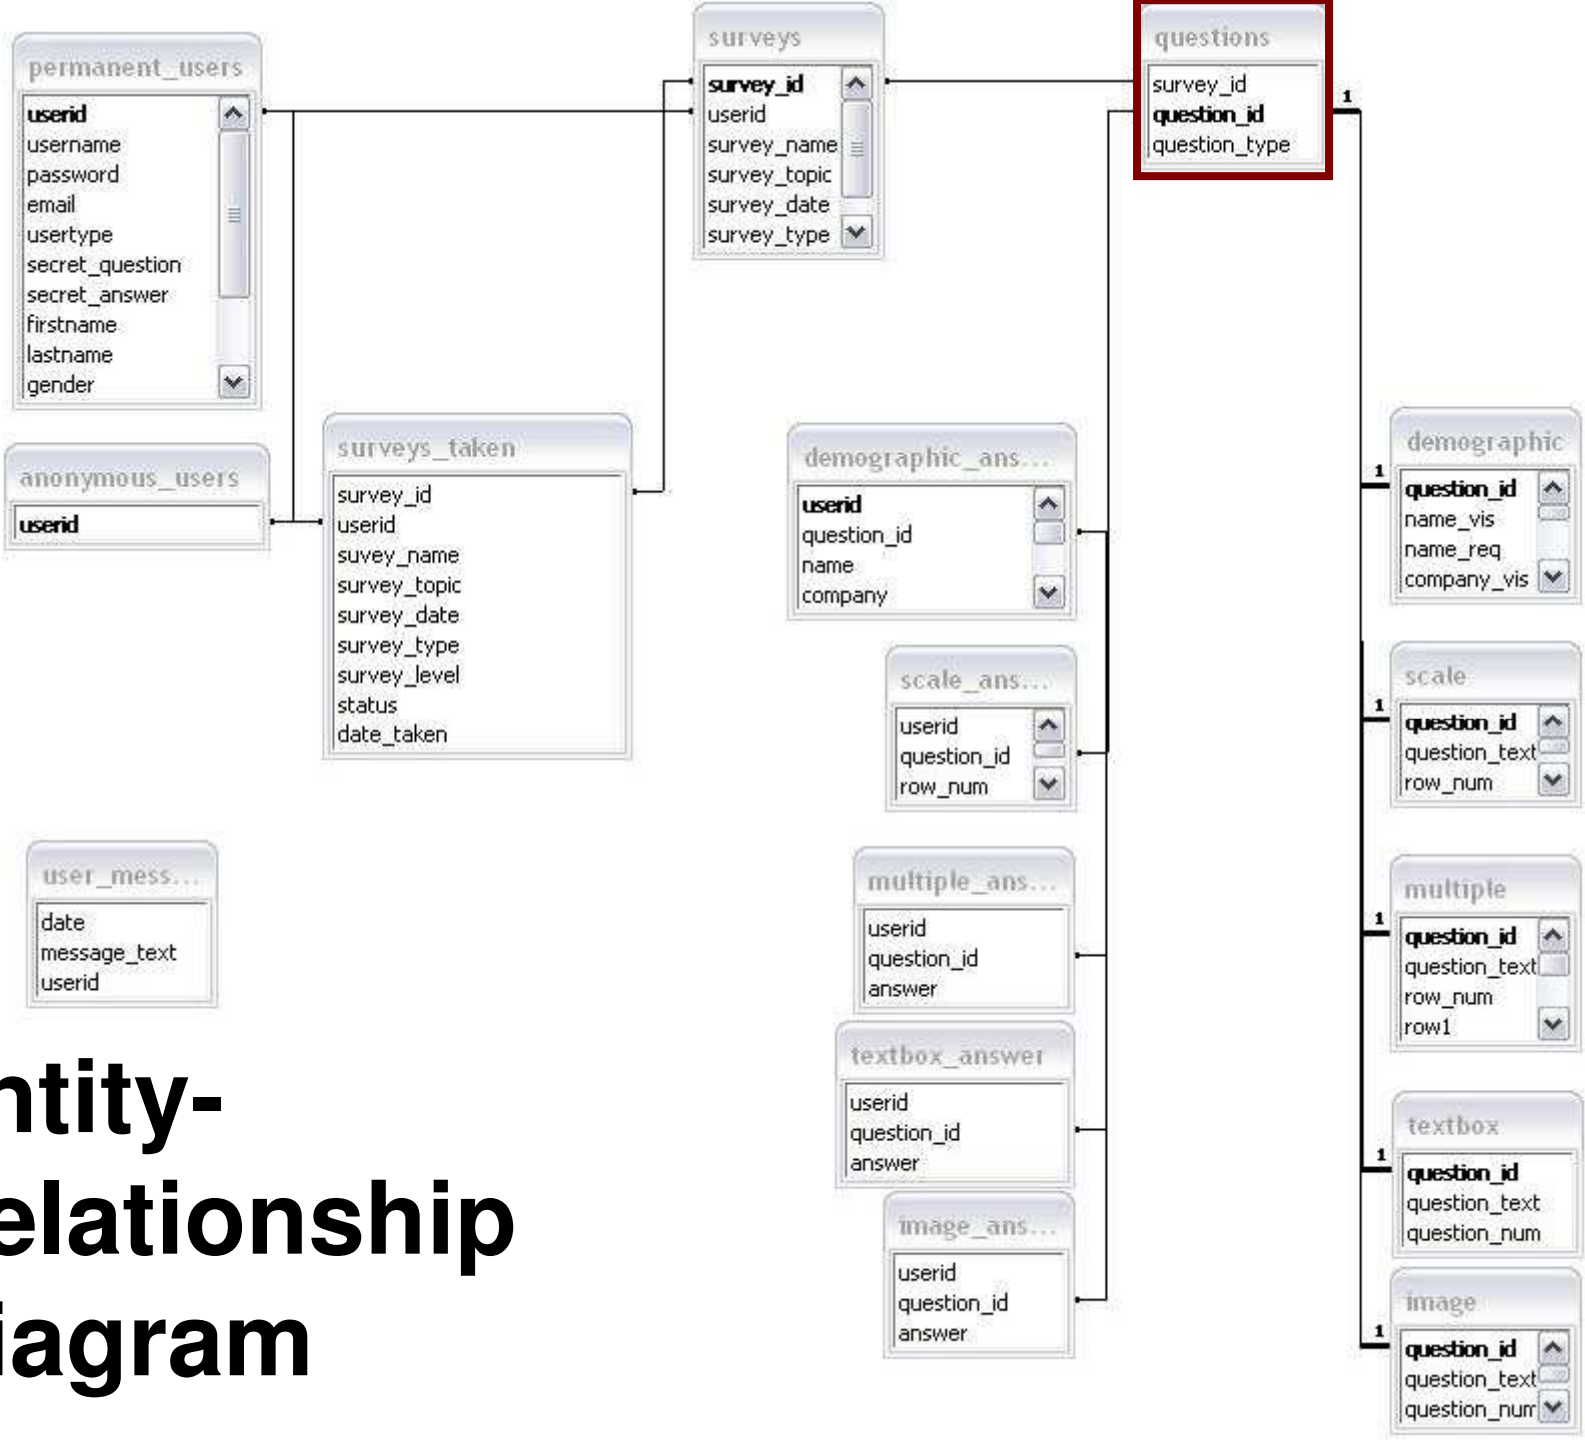 permanent_users
userid
username
password
email
usertype
secret_question
secret_answer
firstname
lastname
gender
surveys
survey_id
userid
survey_name
survey_topic
survey_date
survey_type
questions
survey_id
question_id
question_type
1
anonymous_users
userid
surveys_taken
survey_id
userid
suvey_name
survey_topic
survey_date
survey_type
survey_level
status
date_taken
demographic_ans...
userid
question_id
name
company
scale_ans...
userid
question_id
row_num
multiple_ans...
userid
question_id
answer
textbox_answer
userid
question_id
answer
image_ans...
userid
question_id
answer
1
demographic
question_id
name_vis
name_req
company_vis
1
scale
question_id
question_text
row_num
1
multiple
question_id
question_text
row_num
row1
1
textbox
question_id
question_text
question_num
1
image
question_id
question_text
question_num
user_mess...
date
message_text
userid
ntity-
elationship
iagram